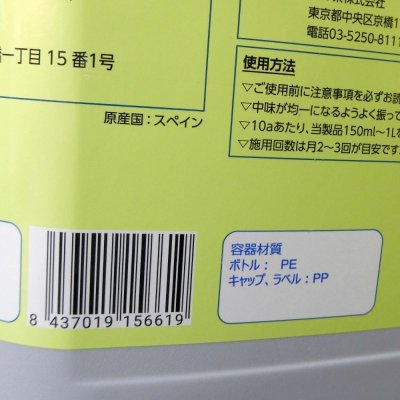 東京都中央区京橋1
電話03-5250-811
一丁目15番1号
原産国：スペイン
使用方法
▽ご使用前に注意事項を必ずお読
▽中味が均一になるようよく振って
▽10aあたり、当製品150ml～1Lを
▽施用回数は月2～3回が目安です
容器材質
ボトル： PE
キャップ、ラベル：PP
8 437019 156619